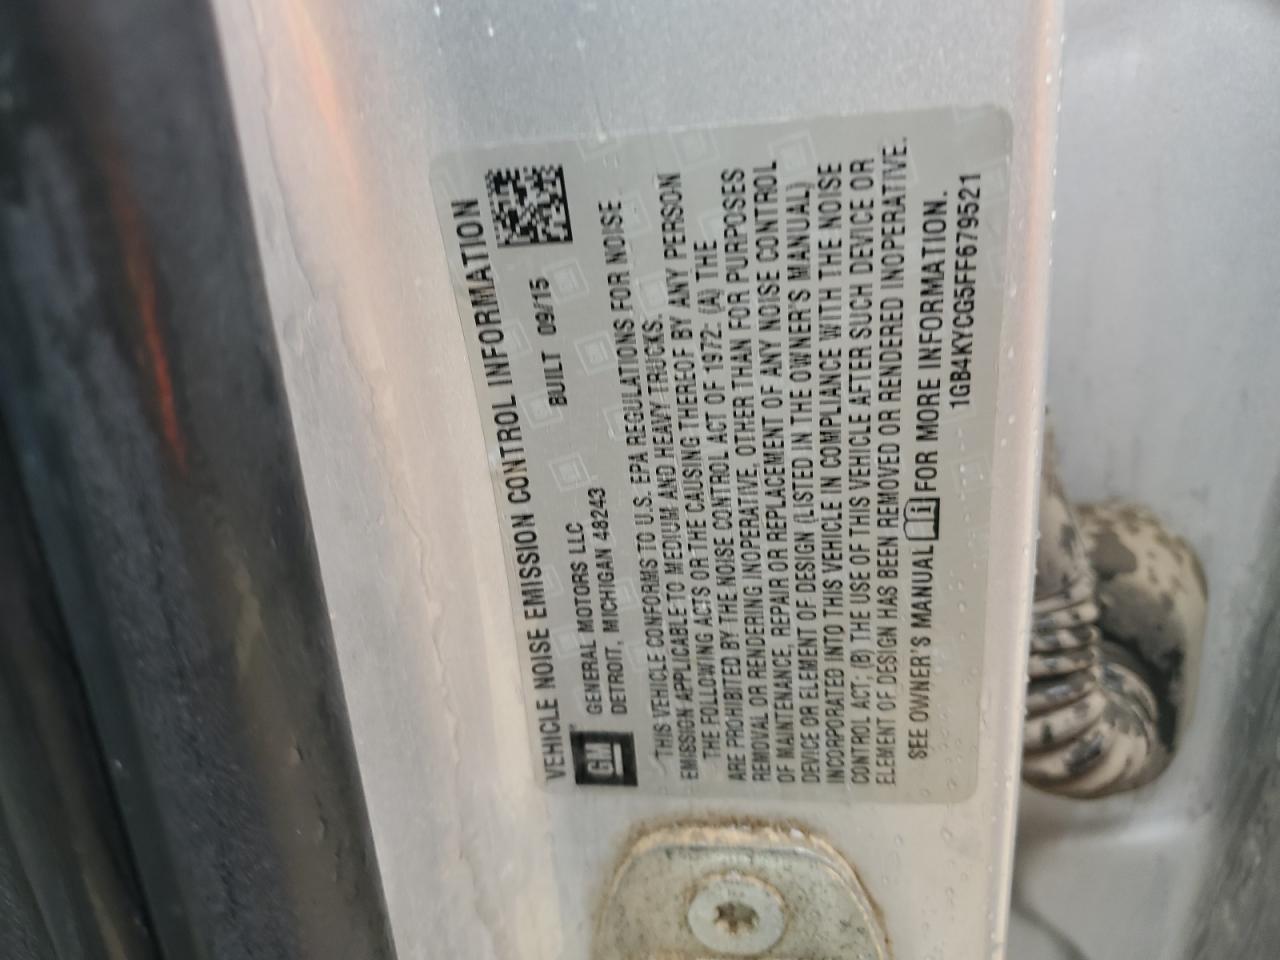 VEHICLE NOISE EMISSION CONTROL INFORMATION
GM
GENERAL MOTORS LLC
DETROIT, MICHIGAN 48243
BUILT 09/15
THIS VEHICLE CONFORMS TO U.S. EPA REGULATIONS FOR NOISE
EMISSION APPLICABLE TO MEDIUM AND HEAVY TRUCKS.
THE FOLLOWING ACTS OR THE CAUSING THEREOF BY ANY PERSON
ARE PROHIBITED BY THE NOISE CONTROL ACT OF 1972: (A) THE
REMOVAL OR RENDERING INOPERATIVE, OTHER THAN FOR PURPOSES
OF MAINTENANCE, REPAIR OR REPLACEMENT OF ANY NOISE CONTROL
DEVICE OR ELEMENT OF DESIGN (LISTED IN THE OWNER'S MANUAL)
INCORPORATED INTO THIS VEHICLE IN COMPLIANCE WITH THE NOISE
CONTROL ACT; (B) THE USE OF THIS VEHICLE AFTER SUCH DEVICE OR
ELEMENT OF DESIGN HAS BEEN REMOVED OR RENDERED INOPERATIVE.
SEE OWNER'S MANUAL i FOR MORE INFORMATION.
1GB4KYCG5FF679521